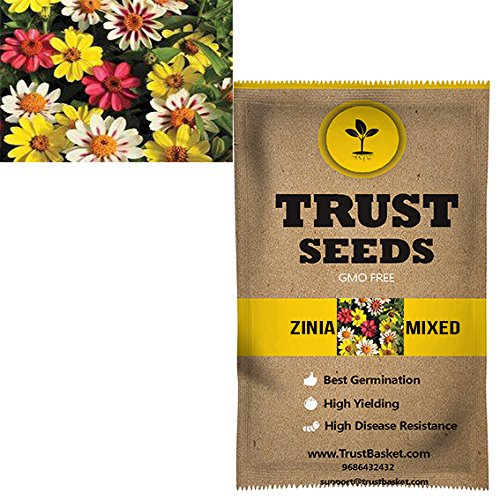 TRUST
SEEDS
GMO FREE
ZINIA MIXED
Best Germination
High Yielding
High Disease Resistance
www.TrustBasket.com
9686432432
support@trustbasket.com